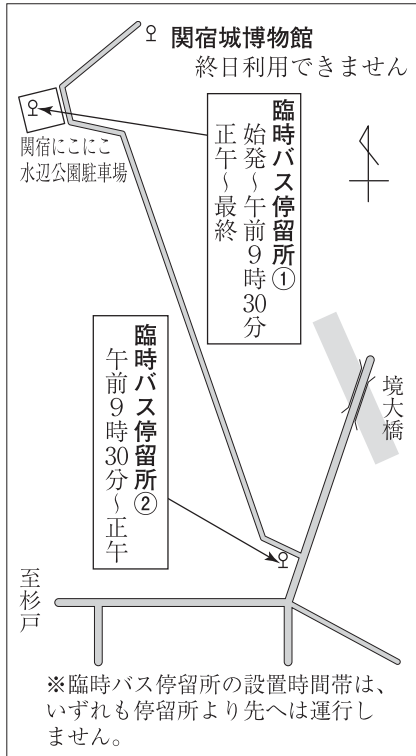 関宿城博物館
終日利用できません
関宿にこにこ
水辺公園駐車場
臨時バス停留所①
始発～午前9時30分
正午～最終
臨時バス停留所②
午前9時30分～正午
境大橋
至杉戸
※臨時バス停留所の設置時間帯は、
いずれも停留所より先へは運行し
ません。